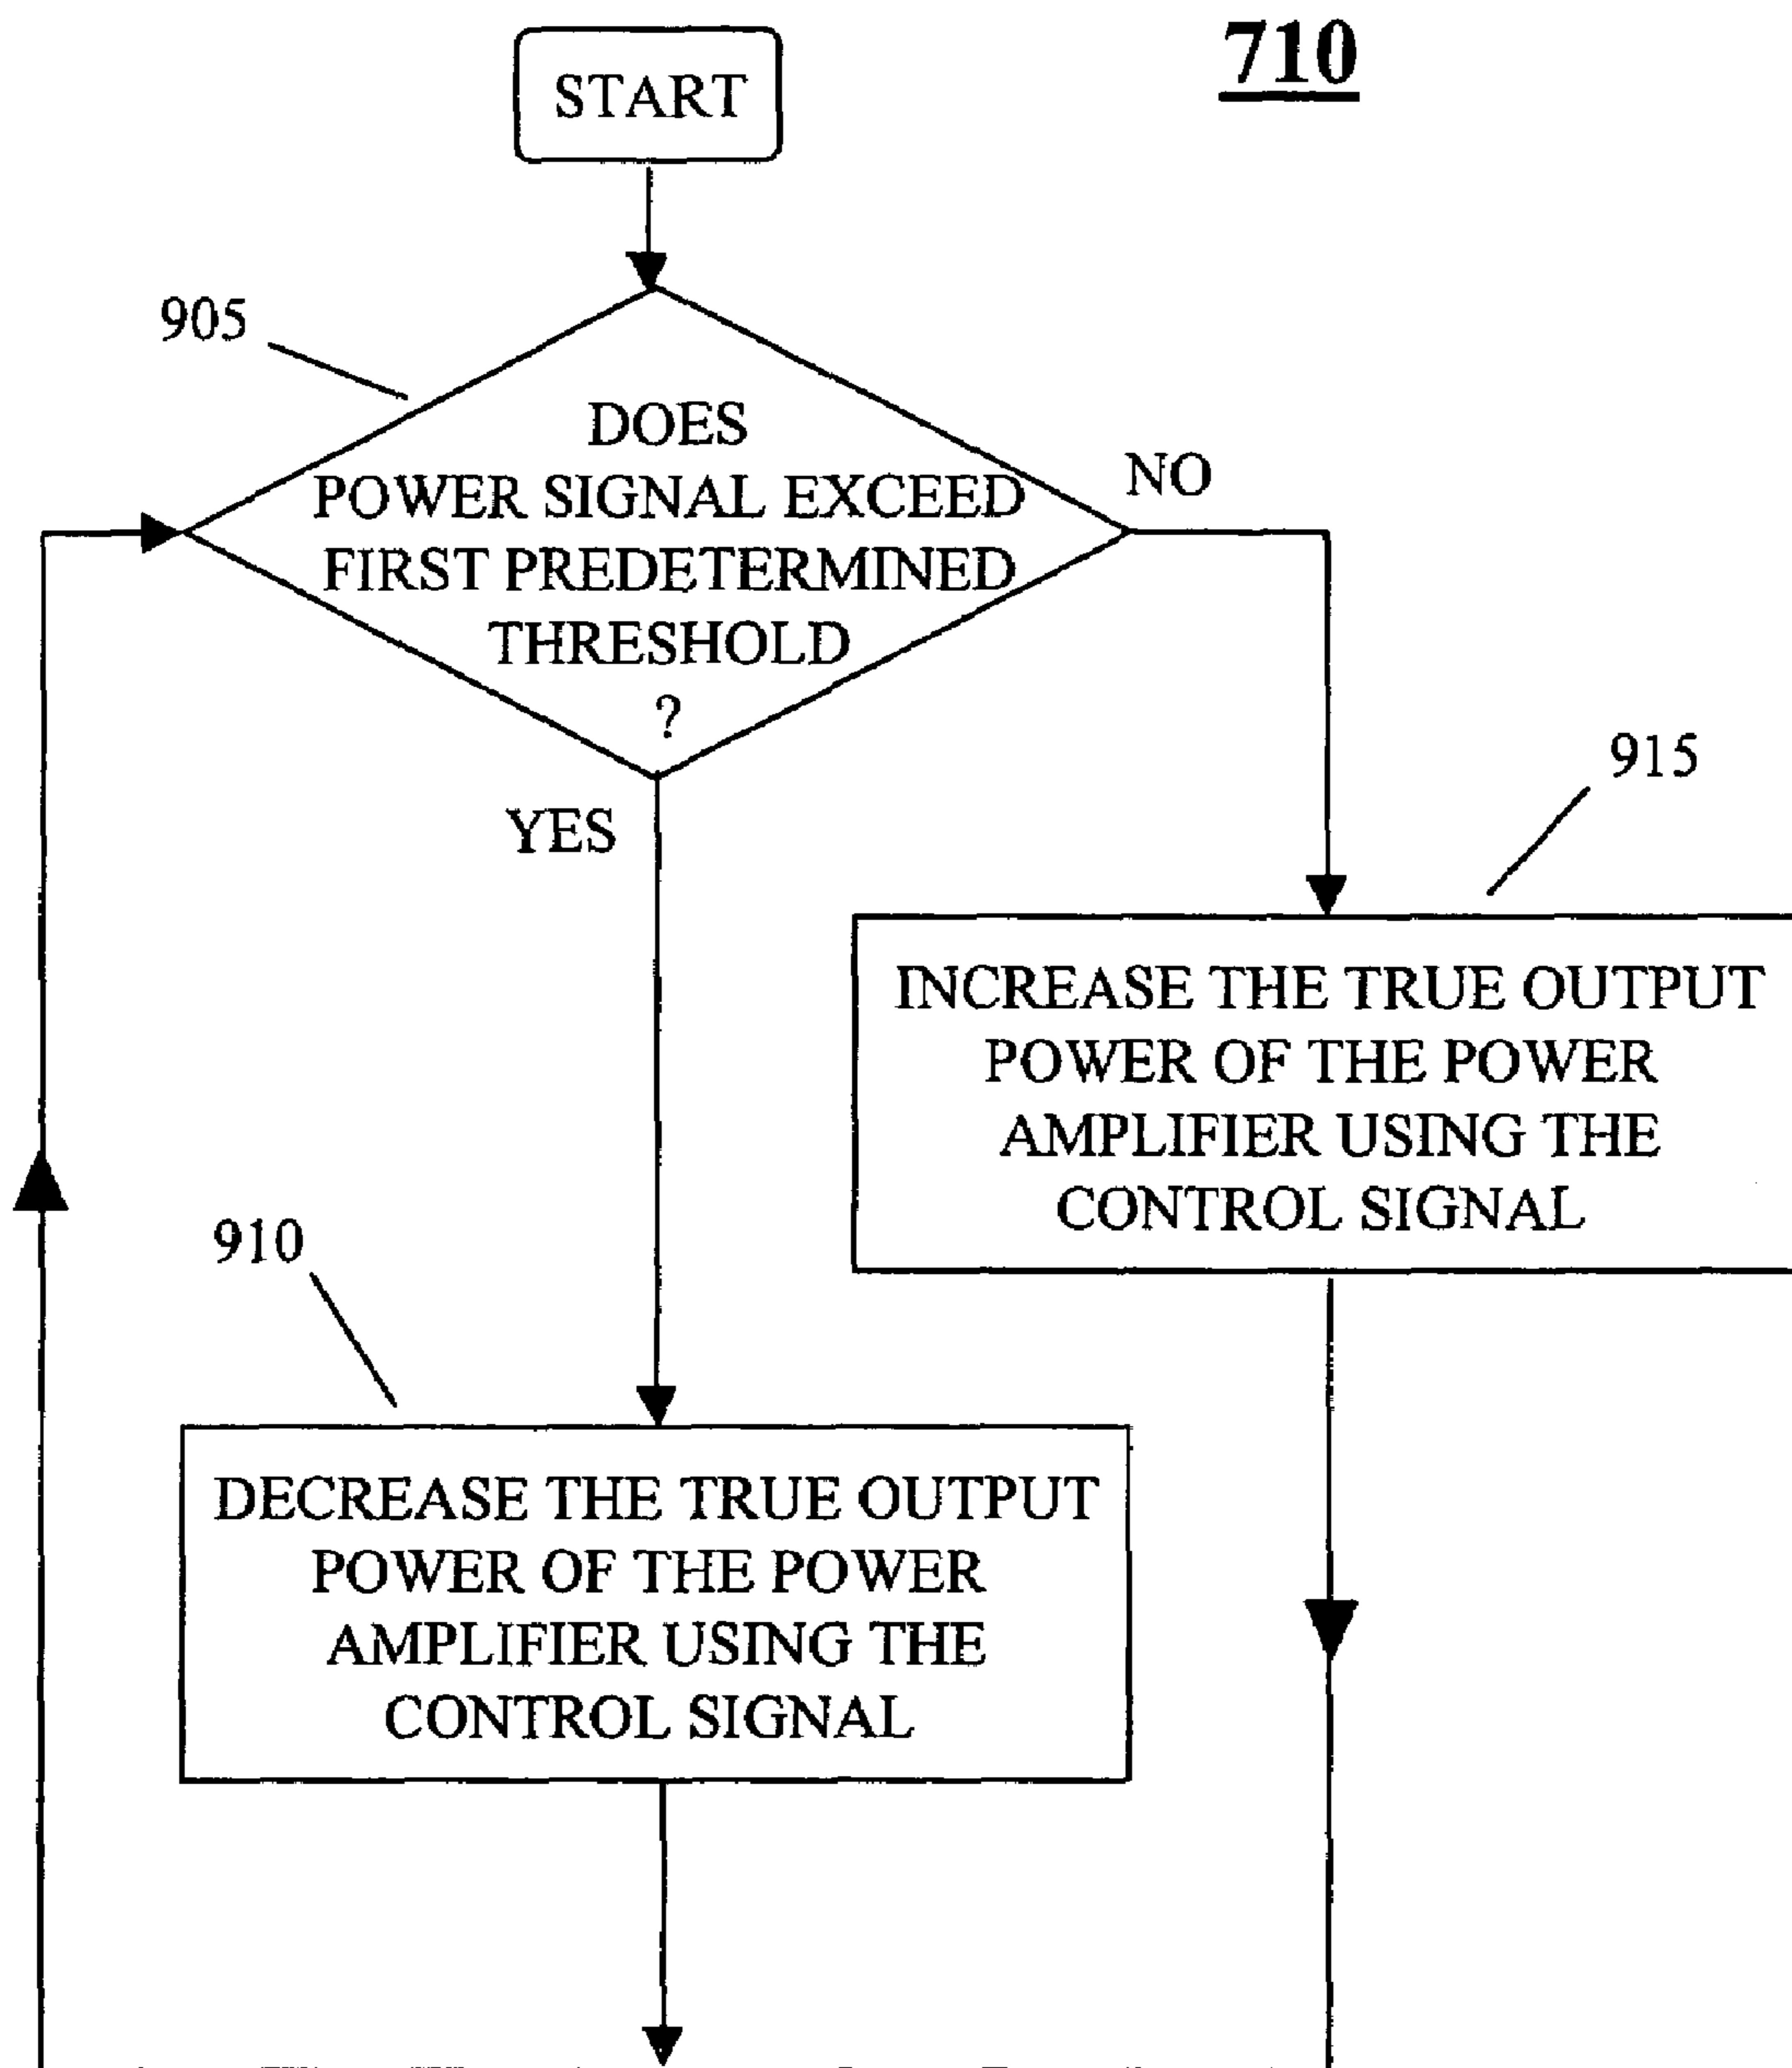 710
START
905
DOES
POWER SIGNAL EXCEED
FIRST PREDETERMINED
THRESHOLD
?
NO
YES
915
INCREASE THE TRUE OUTPUT
POWER OF THE POWER
AMPLIFIER USING THE
CONTROL SIGNAL
910
DECREASE THE TRUE OUTPUT
POWER OF THE POWER
AMPLIFIER USING THE
CONTROL SIGNAL